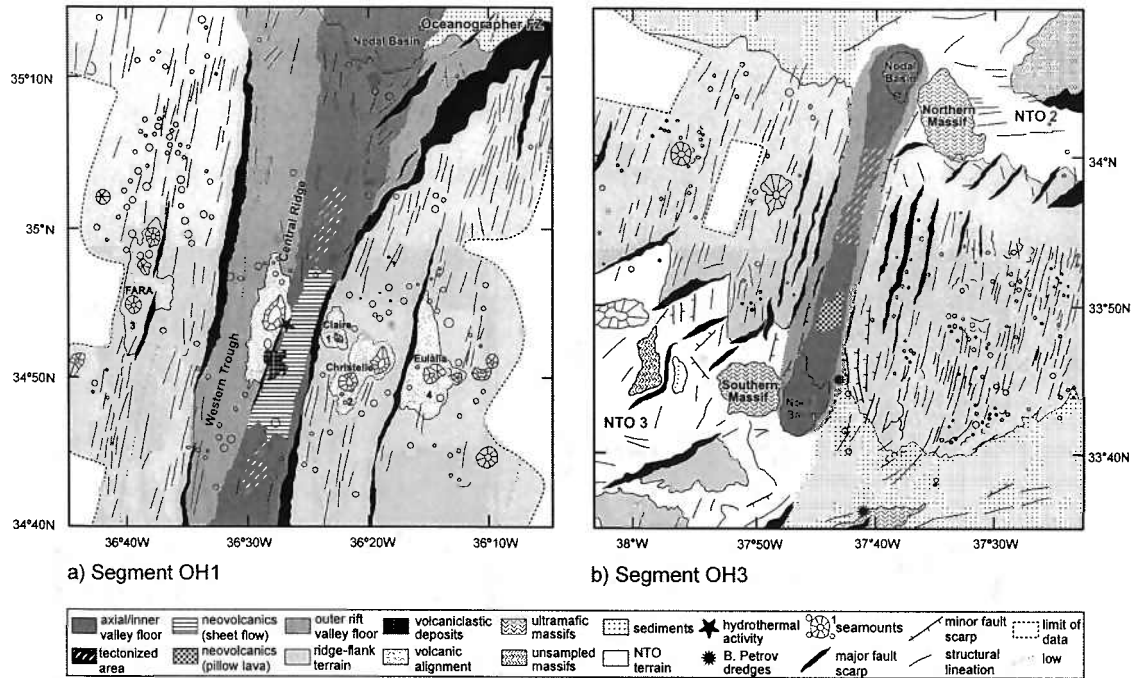 Oceanographer FZ
Nodal Basin
35°10N
Central Ridge
35°N
FARA
3
Claire
1
34°50N
Christelle
2
Eulalia
4
Western Trough
34°40N
36°40W
36°30W
36°20W
36°10W
a) Segment OH1
Nodal
Basin
Northern
Massif
NTO 2
34°N
33°50N
Southern
Massif
NTO 3
33°40N
38°W
37°50W
37°40W
37°30W
b) Segment OH3
axial/inner
valley floor
neovolcanics
(sheet flow)
outer rift
valley floor
volcaniclastic
deposits
ultramafic
massifs
sediments
hydrothermal
activity
1
seamounts
minor fault
scarp
limit of
data
tectonized
area
neovolcanics
(pillow lava)
ridge-flank
terrain
volcanic
alignment
unsampled
massifs
NTO
terrain
B. Petrov
dredges
major fault
scarp
structural
lineation
low